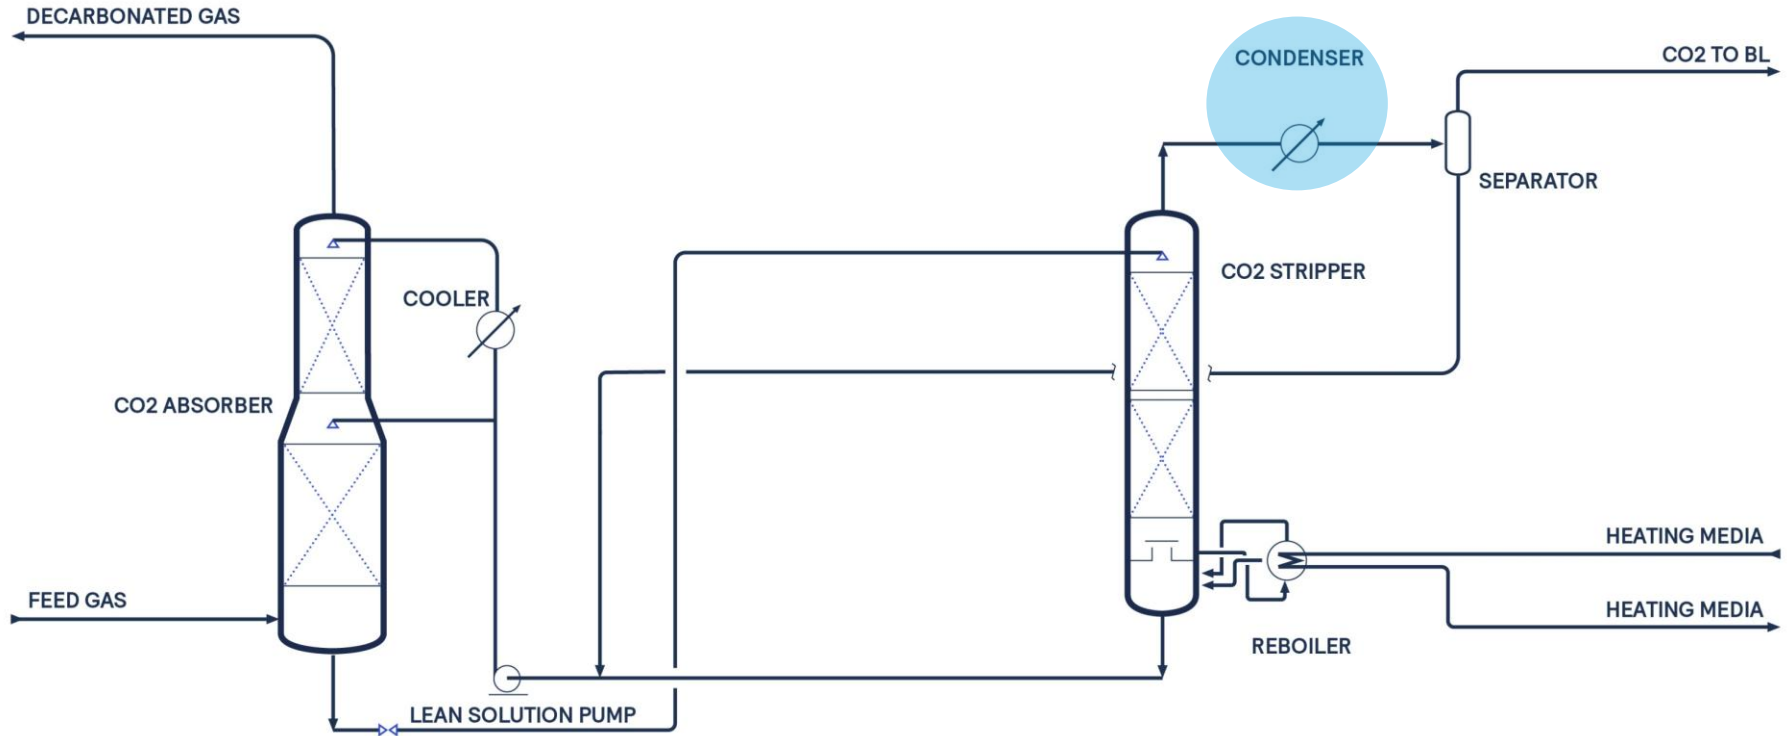 DECARBONATED GAS
CONDENSER
CO2 TO BL
SEPARATOR
CO2 STRIPPER
COOLER
CO2 ABSORBER
HEATING MEDIA
FEED GAS
HEATING MEDIA
REBOILER
LEAN SOLUTION PUMP